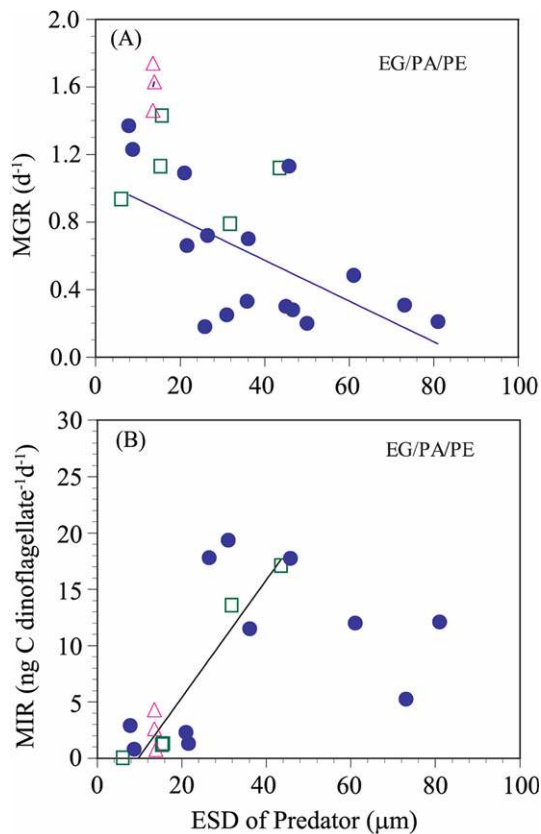 2.0
(A)
EG/PA/PE
1.6
1.2
0.8
0.4
0.0
MGR (d⁻¹)
0 20 40 60 80 100
30
(B)
EG/PA/PE
25
20
15
10
5
0
MIR (ng C dinoflagellate⁻¹d⁻¹)
0 20 40 60 80 100
ESD of Predator (μm)